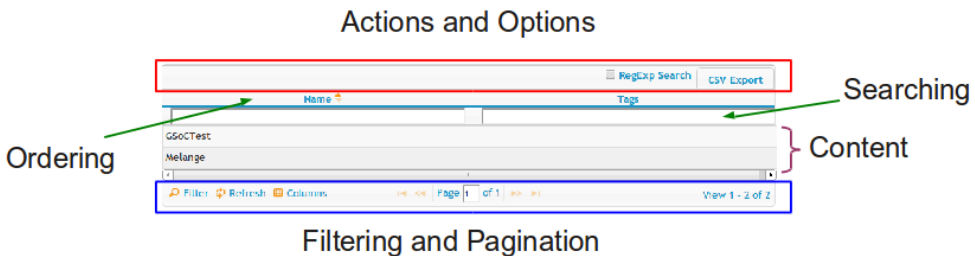 Actions and Options
RegExp Search CSV Export
Name Tags
Searching
GSoCTest
Ordering
Melange
Content
Filter Refresh Columns Page 1 of 1 View 1 - 2 of 2
Filtering and Pagination